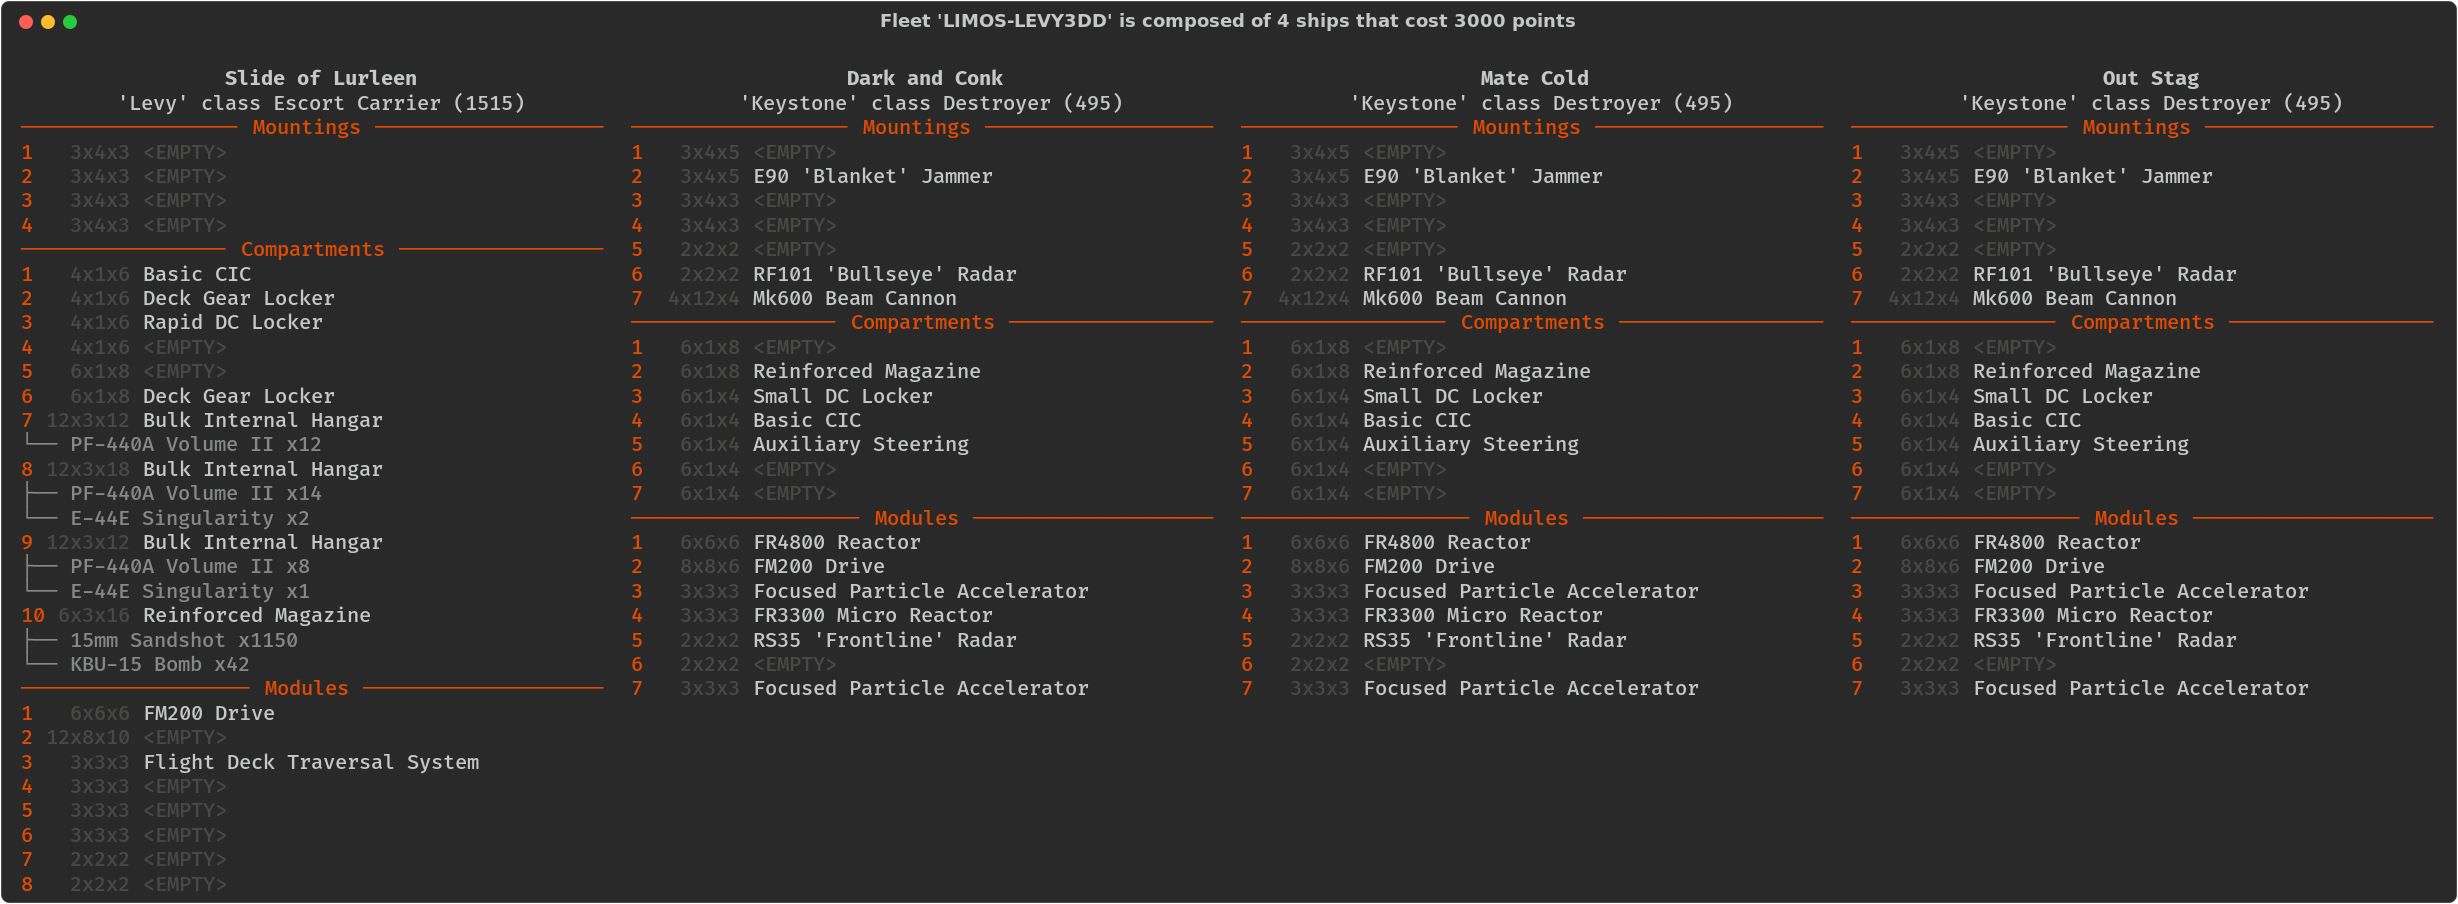 Fleet 'LIMOS-LEVY3DD' is composed of 4 ships that cost 3000 points
Slide of Lurleen
'Levy' class Escort Carrier (1515)
Mountings
1 3x4x3 <EMPTY>
2 3x4x3 <EMPTY>
3 3x4x3 <EMPTY>
4 3x4x3 <EMPTY>
Compartments
1 4x1x6 Basic CIC
2 4x1x6 Deck Gear Locker
3 4x1x6 Rapid DC Locker
4 4x1x6 <EMPTY>
5 6x1x8 <EMPTY>
6 6x1x8 Deck Gear Locker
7 12x3x12 Bulk Internal Hangar
└── PF-440A Volume II x12
8 12x3x18 Bulk Internal Hangar
├── PF-440A Volume II x14
└── E-44E Singularity x2
9 12x3x12 Bulk Internal Hangar
├── PF-440A Volume II x8
└── E-44E Singularity x1
10 6x3x16 Reinforced Magazine
├── 15mm Sandshot x1150
└── KBU-15 Bomb x42
Modules
1 6x6x6 FM200 Drive
2 12x8x10 <EMPTY>
3 3x3x3 Flight Deck Traversal System
4 3x3x3 <EMPTY>
5 3x3x3 <EMPTY>
6 3x3x3 <EMPTY>
7 2x2x2 <EMPTY>
8 2x2x2 <EMPTY>
Dark and Conk
'Keystone' class Destroyer (495)
Mountings
1 3x4x5 <EMPTY>
2 3x4x5 E90 'Blanket' Jammer
3 3x4x3 <EMPTY>
4 3x4x3 <EMPTY>
5 2x2x2 <EMPTY>
6 2x2x2 RF101 'Bullseye' Radar
7 4x12x4 Mk600 Beam Cannon
Compartments
1 6x1x8 <EMPTY>
2 6x1x8 Reinforced Magazine
3 6x1x4 Small DC Locker
4 6x1x4 Basic CIC
5 6x1x4 Auxiliary Steering
6 6x1x4 <EMPTY>
7 6x1x4 <EMPTY>
Modules
1 6x6x6 FR4800 Reactor
2 8x8x6 FM200 Drive
3 3x3x3 Focused Particle Accelerator
4 3x3x3 FR3300 Micro Reactor
5 2x2x2 RS35 'Frontline' Radar
6 2x2x2 <EMPTY>
7 3x3x3 Focused Particle Accelerator
Mate Cold
'Keystone' class Destroyer (495)
Mountings
1 3x4x5 <EMPTY>
2 3x4x5 E90 'Blanket' Jammer
3 3x4x3 <EMPTY>
4 3x4x3 <EMPTY>
5 2x2x2 <EMPTY>
6 2x2x2 RF101 'Bullseye' Radar
7 4x12x4 Mk600 Beam Cannon
Compartments
1 6x1x8 <EMPTY>
2 6x1x8 Reinforced Magazine
3 6x1x4 Small DC Locker
4 6x1x4 Basic CIC
5 6x1x4 Auxiliary Steering
6 6x1x4 <EMPTY>
7 6x1x4 <EMPTY>
Modules
1 6x6x6 FR4800 Reactor
2 8x8x6 FM200 Drive
3 3x3x3 Focused Particle Accelerator
4 3x3x3 FR3300 Micro Reactor
5 2x2x2 RS35 'Frontline' Radar
6 2x2x2 <EMPTY>
7 3x3x3 Focused Particle Accelerator
Out Stag
'Keystone' class Destroyer (495)
Mountings
1 3x4x5 <EMPTY>
2 3x4x5 E90 'Blanket' Jammer
3 3x4x3 <EMPTY>
4 3x4x3 <EMPTY>
5 2x2x2 <EMPTY>
6 2x2x2 RF101 'Bullseye' Radar
7 4x12x4 Mk600 Beam Cannon
Compartments
1 6x1x8 <EMPTY>
2 6x1x8 Reinforced Magazine
3 6x1x4 Small DC Locker
4 6x1x4 Basic CIC
5 6x1x4 Auxiliary Steering
6 6x1x4 <EMPTY>
7 6x1x4 <EMPTY>
Modules
1 6x6x6 FR4800 Reactor
2 8x8x6 FM200 Drive
3 3x3x3 Focused Particle Accelerator
4 3x3x3 FR3300 Micro Reactor
5 2x2x2 RS35 'Frontline' Radar
6 2x2x2 <EMPTY>
7 3x3x3 Focused Particle Accelerator